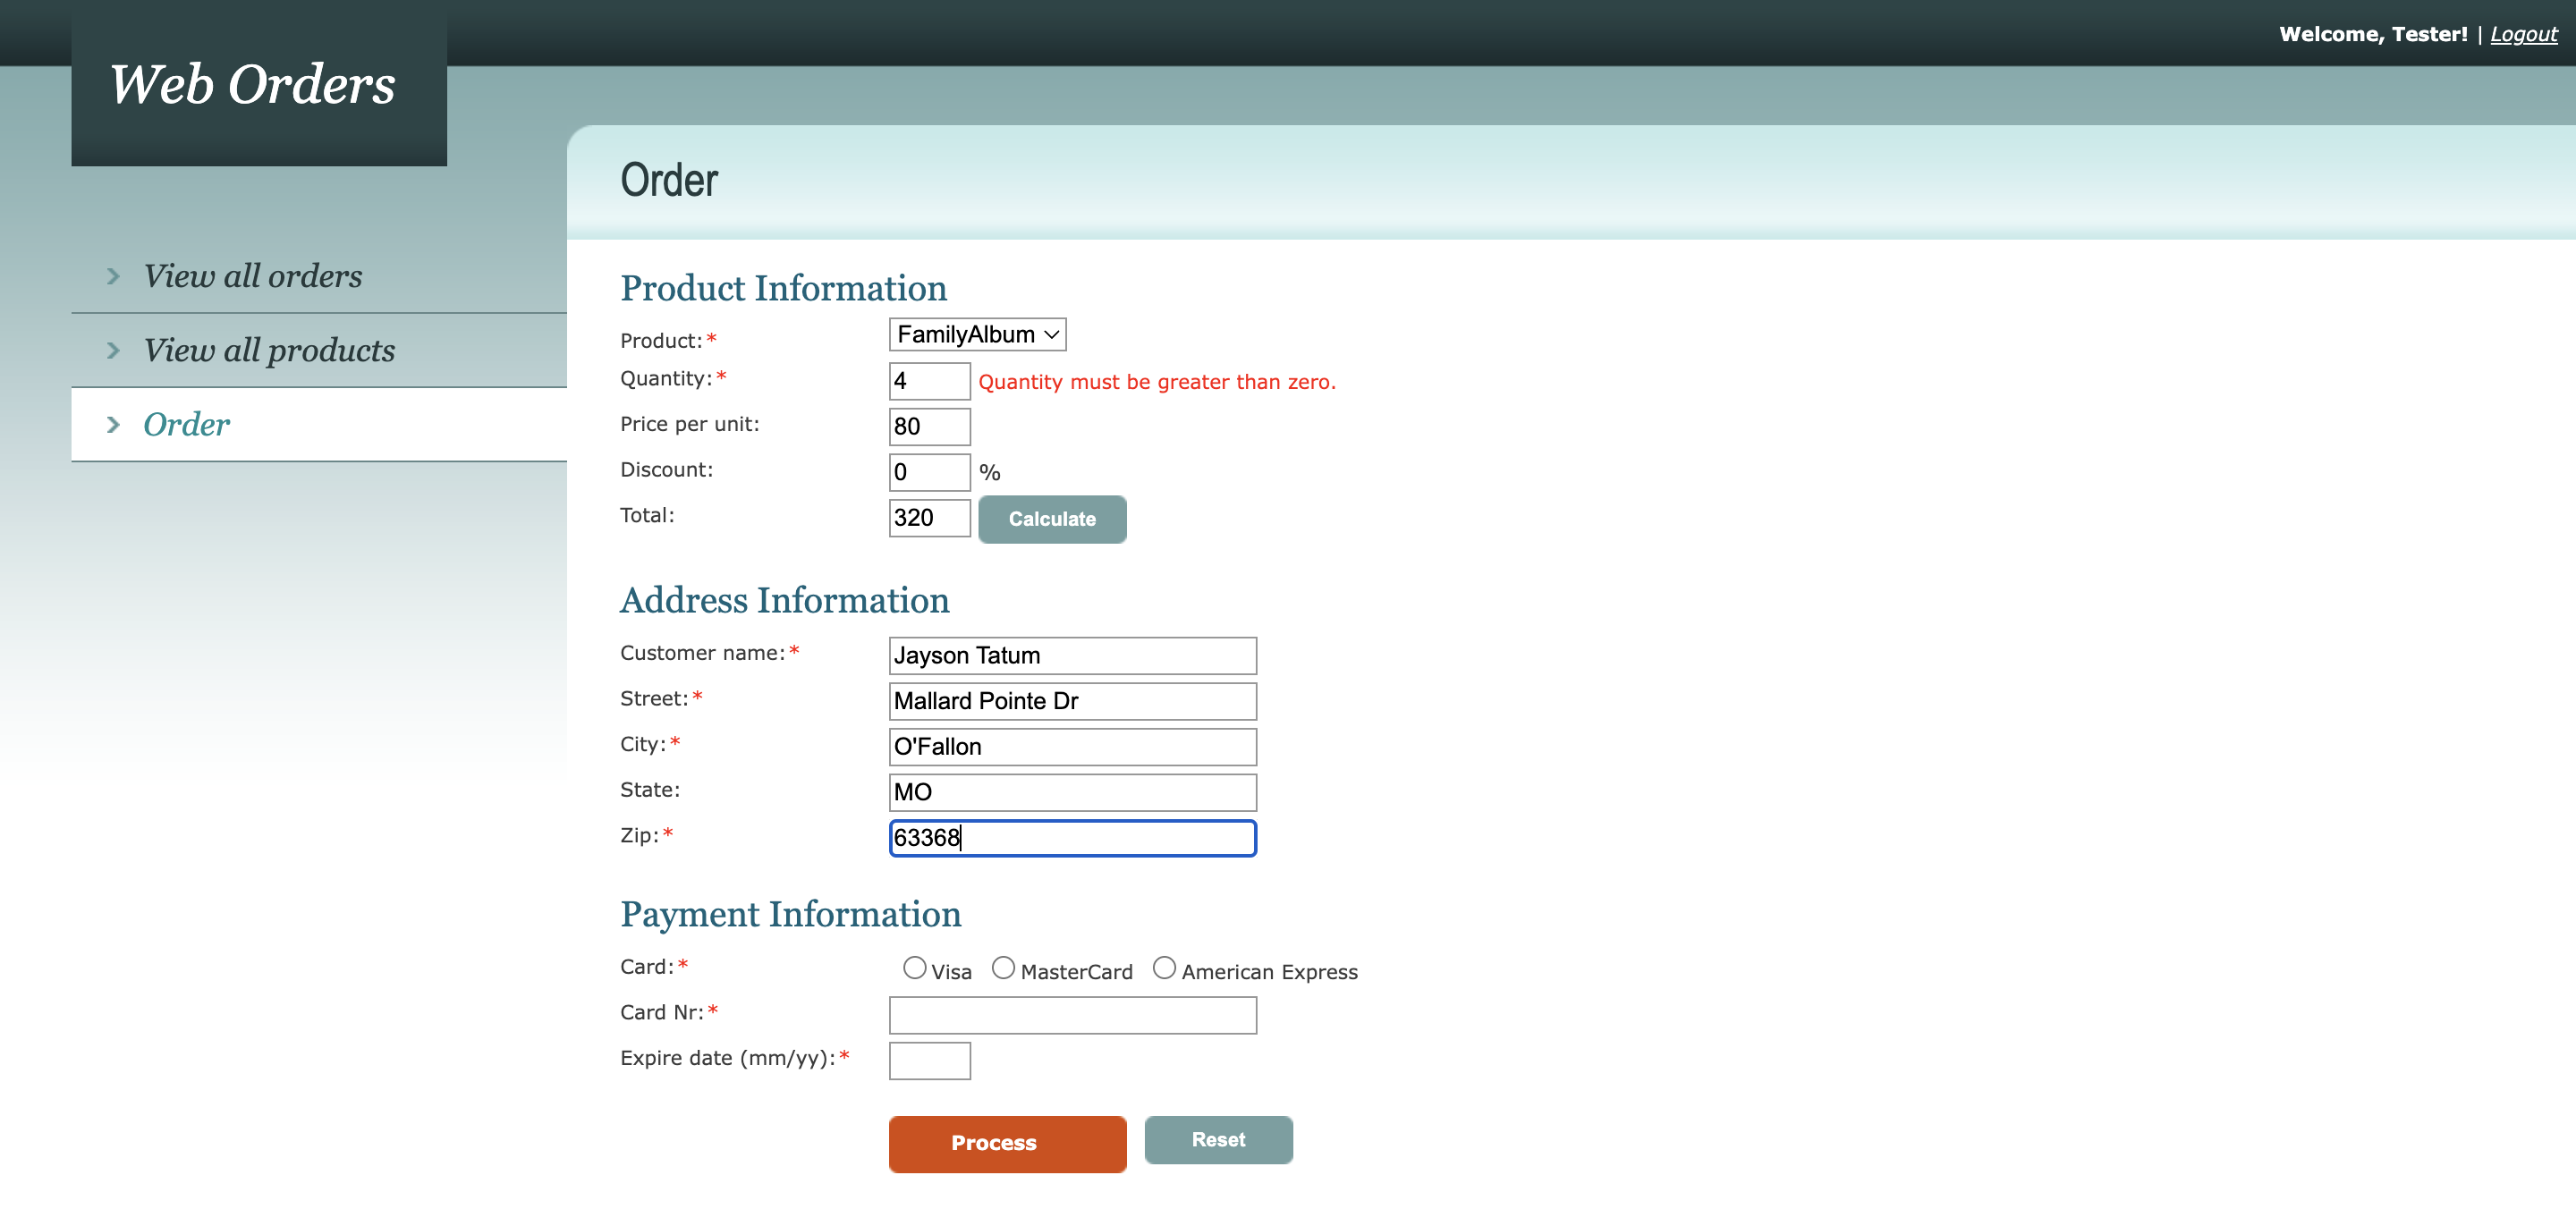 Welcome, Tester! | Logout
Web Orders
View all orders
View all products
Order
Order
Product Information
Product:* FamilyAlbum
Quantity:* 4 Quantity must be greater than zero.
Price per unit: 80
Discount: 0 %
Total: 320 Calculate
Address Information
Customer name:* Jayson Tatum
Street:* Mallard Pointe Dr
City:* O'Fallon
State: MO
Zip:* 63368
Payment Information
Card:* Visa MasterCard American Express
Card Nr:*
Expire date (mm/yy):*
Process Reset